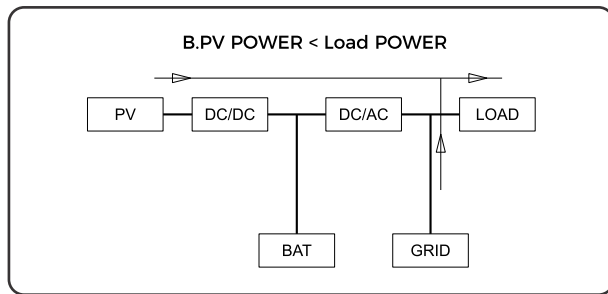 B.PV POWER < Load POWER
PV DC/DC DC/AC LOAD
BAT GRID